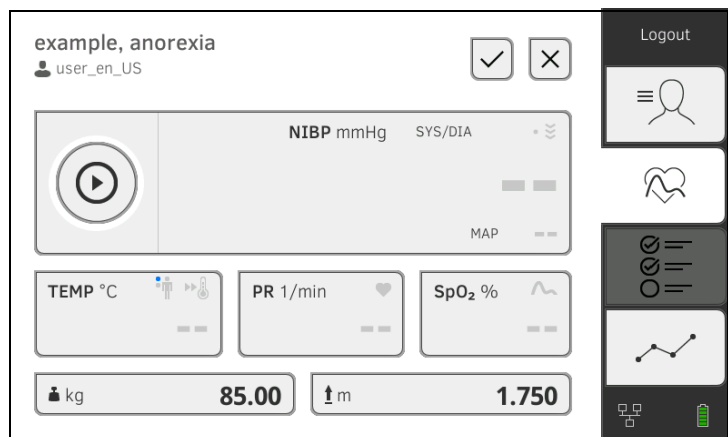 example, anorexia
user_en_US
Logout
NIBP mmHg SYS/DIA
-- --
MAP --
TEMP °C
--
PR 1/min
--
SpO₂ %
--
kg 85.00
m 1.750